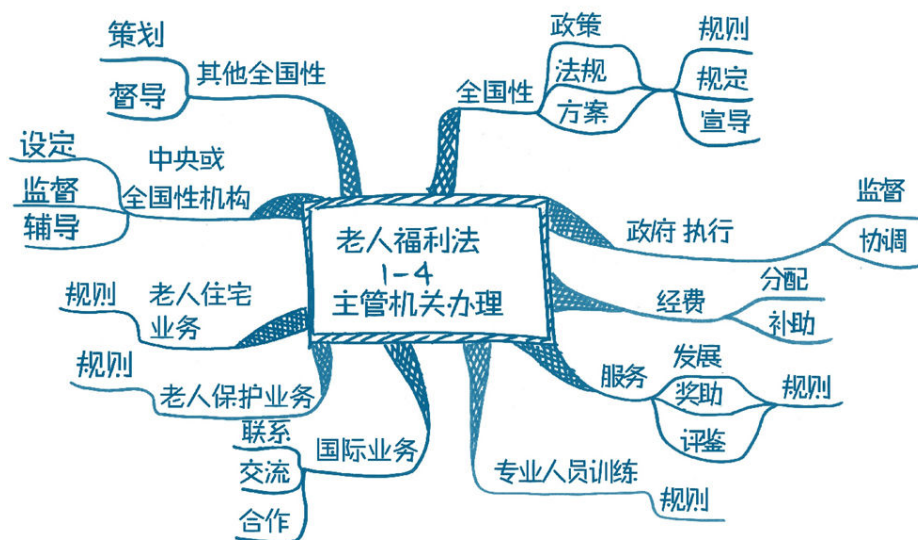 老人福利法
1-4
主管机关办理
全国性
政策
法规
方案
规则
规定
宣导
政府 执行
监督
协调
经费
分配
补助
服务
发展
奖助
评鉴
规则
专业人员训练
规则
国际业务
联系
交流
合作
老人保护业务
规则
老人住宅
业务
规则
中央或
全国性机构
设定
监督
辅导
其他全国性
策划
督导